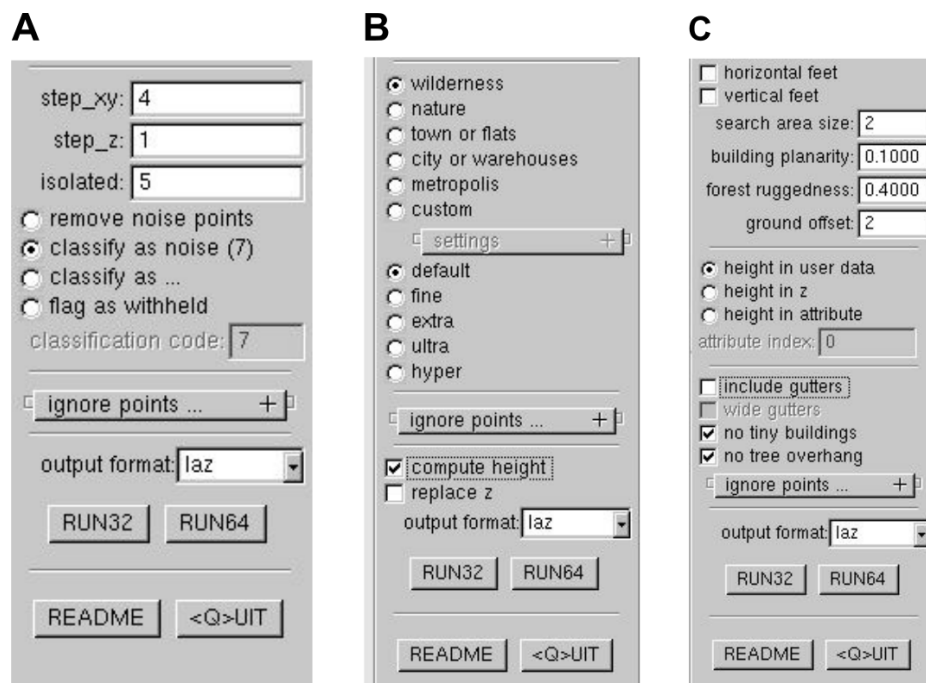 A
step_xy: 4
step_z: 1
isolated: 5
remove noise points
classify as noise (7)
classify as ...
flag as withheld
classification code: 7
ignore points ... +
output format: laz
RUN32 RUN64
README <Q>UIT
B
wilderness
nature
town or flats
city or warehouses
metropolis
custom
settings +
default
fine
extra
ultra
hyper
ignore points ... +
compute height
replace z
output format: laz
RUN32 RUN64
README <Q>UIT
C
horizontal feet
vertical feet
search area size: 2
building planarity: 0.1000
forest ruggedness: 0.4000
ground offset: 2
height in user data
height in z
height in attribute
attribute index: 0
include gutters
wide gutters
no tiny buildings
no tree overhang
ignore points ... +
output format: laz
RUN32 RUN64
README <Q>UIT